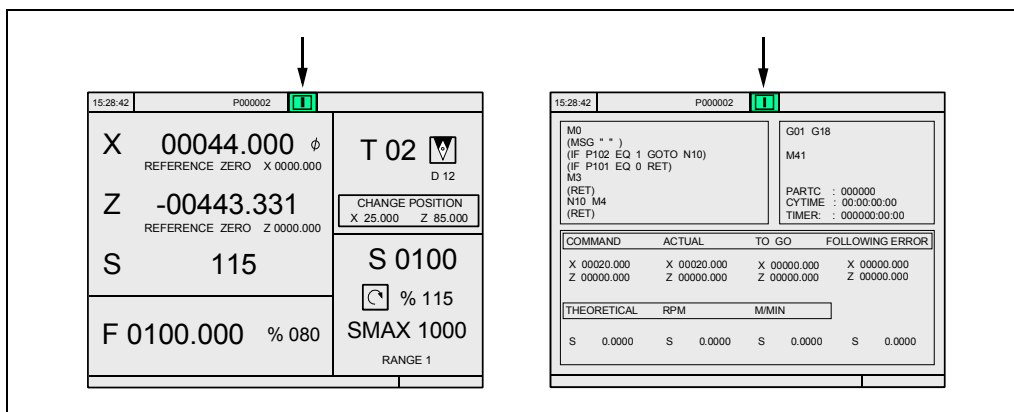 15:28:42 P000002
X 00044.000 ϕ
REFERENCE ZERO X 0000.000
Z -00443.331
REFERENCE ZERO Z 0000.000
S 115
F 0100.000 % 080
T 02
D 12
CHANGE POSITION
X 25.000 Z 85.000
S 0100
% 115
SMAX 1000
RANGE 1
15:28:42 P000002
M0
(MSG " " )
(IF P102 EQ 1 GOTO N10)
(IF P101 EQ 0 RET)
M3
(RET)
N10 M4
(RET)
G01 G18
M41
PARTC : 000000
CYTIME : 00:00:00:00
TIMER: : 000000:00:00
COMMAND ACTUAL TO GO FOLLOWING ERROR
X 00020.000 X 00020.000 X 00000.000 X 00000.000
Z 00000.000 Z 00000.000 Z 00000.000 Z 00000.000
THEORETICAL RPM M/MIN
S 0.0000 S 0.0000 S 0.0000 S 0.0000